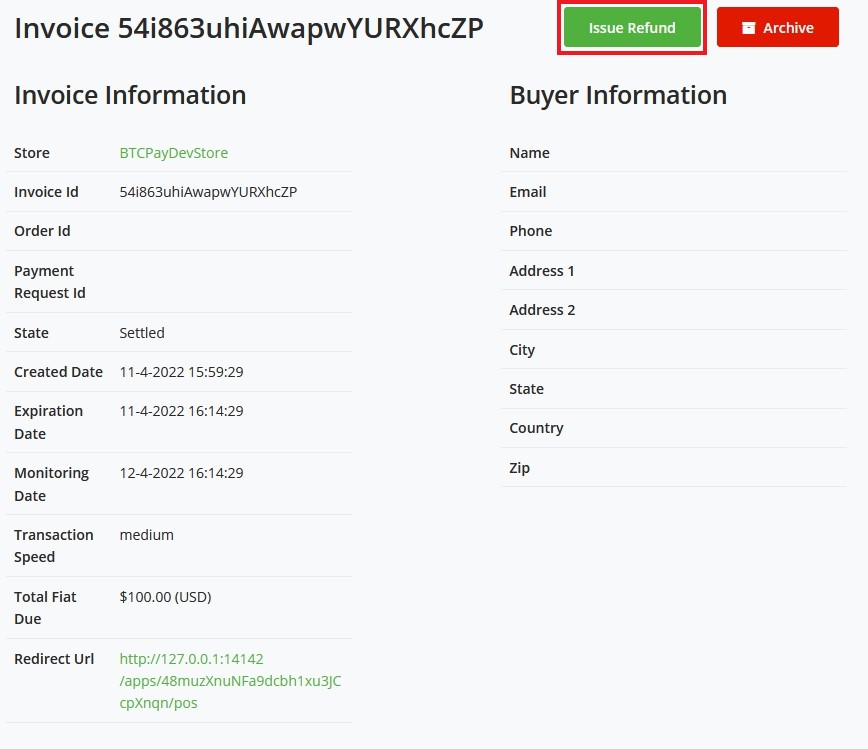 Invoice 54i863uhiAwapwYURXhcZP
Issue Refund
Archive
Invoice Information
Store BTCPayDevStore
Invoice Id 54i863uhiAwapwYURXhcZP
Order Id
Payment
Request Id
State Settled
Created Date 11-4-2022 15:59:29
Expiration 11-4-2022 16:14:29
Date
Monitoring 12-4-2022 16:14:29
Date
Transaction medium
Speed
Total Fiat $100.00 (USD)
Due
Redirect Url http://127.0.0.1:14142
/apps/48muzXnuNFa9dcbh1xu3JC
cpXnqn/pos
Buyer Information
Name
Email
Phone
Address 1
Address 2
City
State
Country
Zip